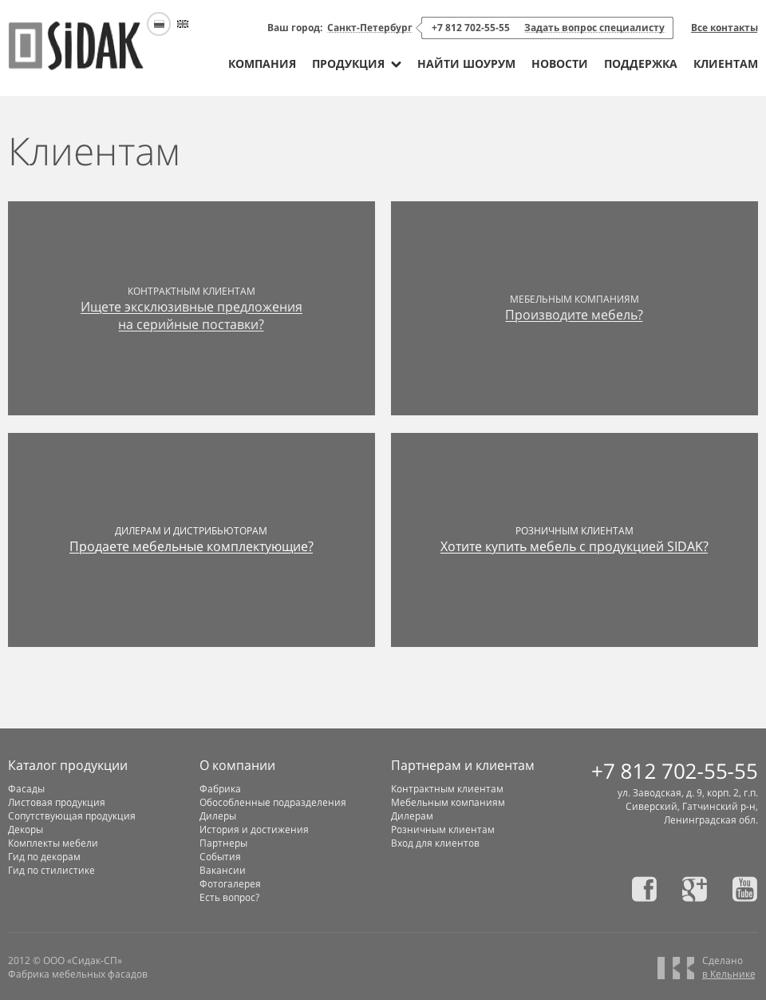 SiDAK
Ваш город: Санкт-Петербург
+7 812 702-55-55 Задать вопрос специалисту
Все контакты
КОМПАНИЯ ПРОДУКЦИЯ НАЙТИ ШОУРУМ НОВОСТИ ПОДДЕРЖКА КЛИЕНТАМ
Клиентам
КОНТРАКТНЫМ КЛИЕНТАМ
Ищете эксклюзивные предложения
на серийные поставки?
МЕБЕЛЬНЫМ КОМПАНИЯМ
Производите мебель?
ДИЛЕРАМ И ДИСТРИБЬЮТОРАМ
Продаете мебельные комплектующие?
РОЗНИЧНЫМ КЛИЕНТАМ
Хотите купить мебель с продукцией SIDAK?
Каталог продукции
Фасады
Листовая продукция
Сопутствующая продукция
Декоры
Комплекты мебели
Гид по декорам
Гид по стилистике
О компании
Фабрика
Обособленные подразделения
Дилеры
История и достижения
Партнеры
События
Вакансии
Фотогалерея
Есть вопрос?
Партнерам и клиентам
Контрактным клиентам
Мебельным компаниям
Дилерам
Розничным клиентам
Вход для клиентов
+7 812 702-55-55
ул. Заводская, д. 9, корп. 2, г.п.
Сиверский, Гатчинский р-н,
Ленинградская обл.
You
Tube
2012 © ООО «Сидак-СП»
Фабрика мебельных фасадов
Сделано
в Кельнике